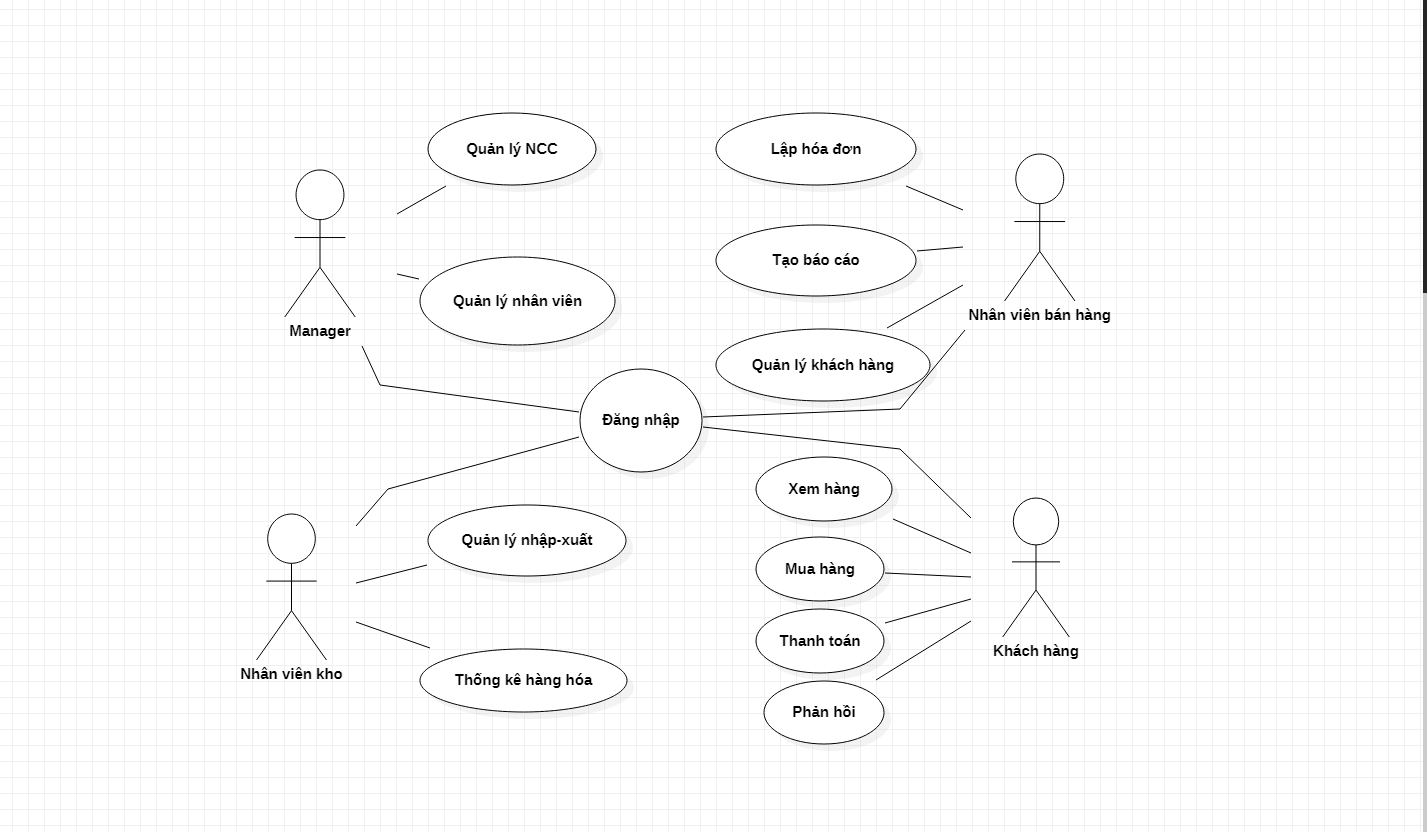 Quản lý NCC
Lập hóa đơn
Tạo báo cáo
Quản lý nhân viên
Nhân viên bán hàng
Manager
Quản lý khách hàng
Đăng nhập
Xem hàng
Quản lý nhập-xuất
Mua hàng
Thanh toán
Khách hàng
Nhân viên kho
Thống kê hàng hóa
Phản hồi